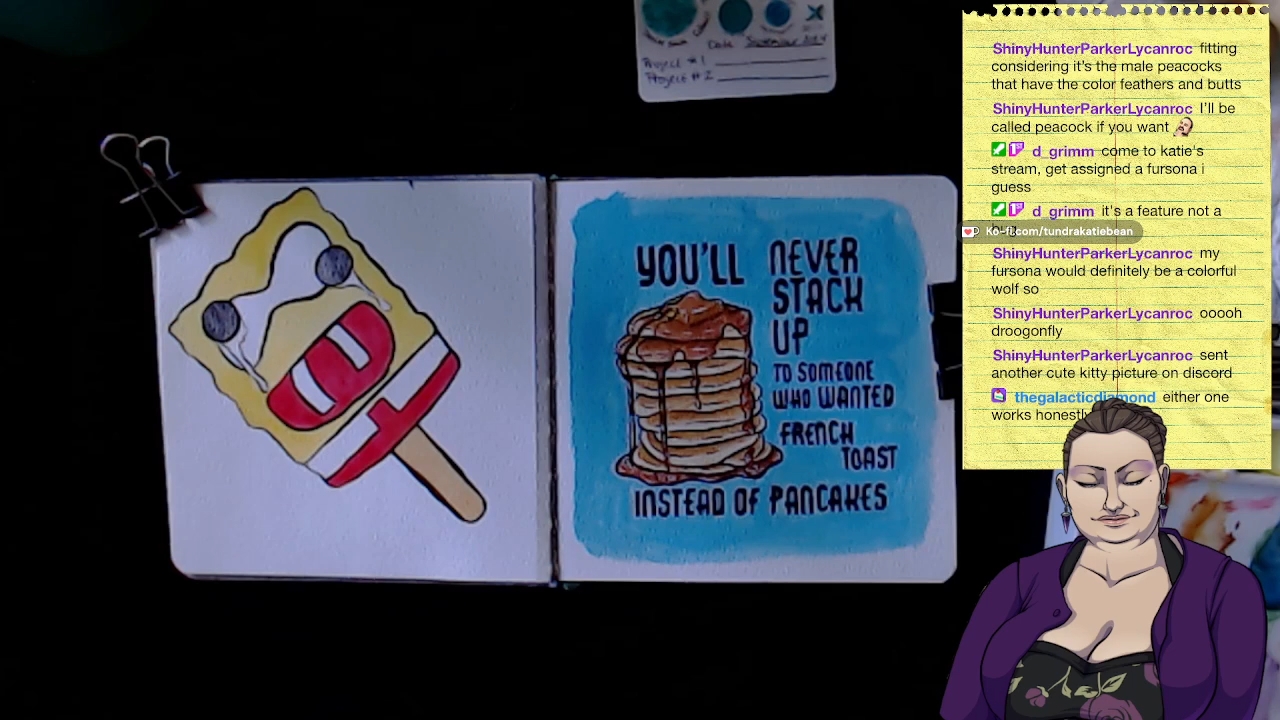 Date September 2024
Project #1
Project #2
YOU'LL
NEVER
STACK
UP
TO SOMEONE
WHO WANTED
FRENCH
TOAST
INSTEAD OF PANCAKES
ShinyHunterParkerLycanroc fitting
considering it's the male peacocks
that have the color feathers and butts
ShinyHunterParkerLycanroc I'll be
called peacock if you want
d_grimm come to katie's
stream, get assigned a fursona i
guess
d_grimm it's a feature not a
Ko-fi.com/tundrakatiebean
ShinyHunterParkerLycanroc my
fursona would definitely be a colorful
wolf so
ShinyHunterParkerLycanroc ooooh
droogonfly
ShinyHunterParkerLycanroc sent
another cute kitty picture on discord
thegalacticdiamond either one
works honestly